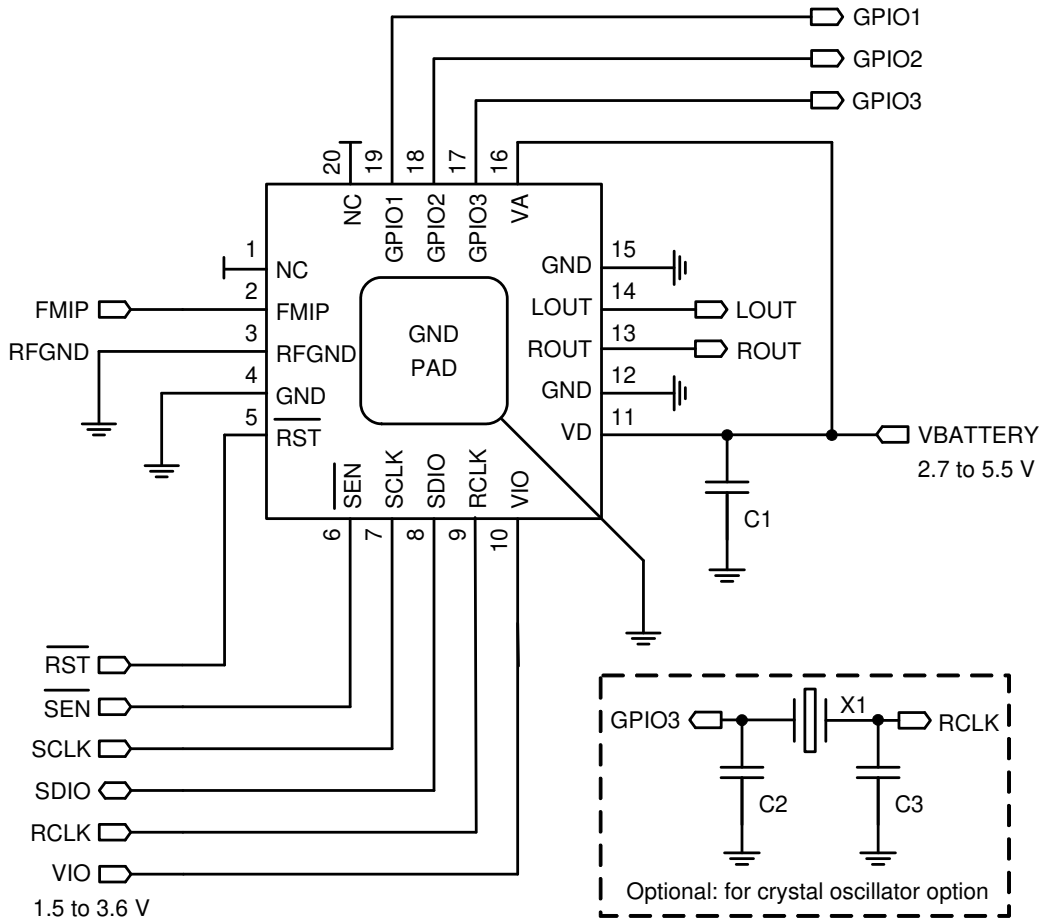 GPIO1
GPIO2
GPIO3
20
19
18
17
16
NC
GPIO1
GPIO2
GPIO3
VA
1
NC
2
FMIP
FMIP
3
RFGND
RFGND
4
GND
5
RST
GND
PAD
15
GND
14
LOUT
LOUT
13
ROUT
ROUT
12
GND
11
VD
VBATTERY
2.7 to 5.5 V
C1
SEN
SCLK
SDIO
RCLK
VIO
6
7
8
9
10
RST
SEN
SCLK
SDIO
RCLK
VIO
1.5 to 3.6 V
GPIO3
X1
RCLK
C2
C3
Optional: for crystal oscillator option